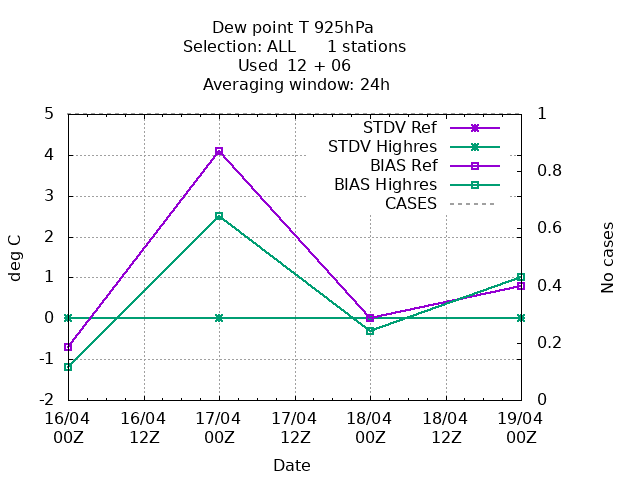 Dew point T 925hPa
Selection: ALL      1 stations
Used  12 + 06
Averaging window: 24h
5
4
3
2
1
0
-1
-2
deg C
1
0.8
0.6
0.4
0.2
0
No cases
STDV Ref
STDV Highres
BIAS Ref
BIAS Highres
CASES
16/04 16/04 17/04 17/04 18/04 18/04 19/04
00Z 12Z 00Z 12Z 00Z 12Z 00Z
Date